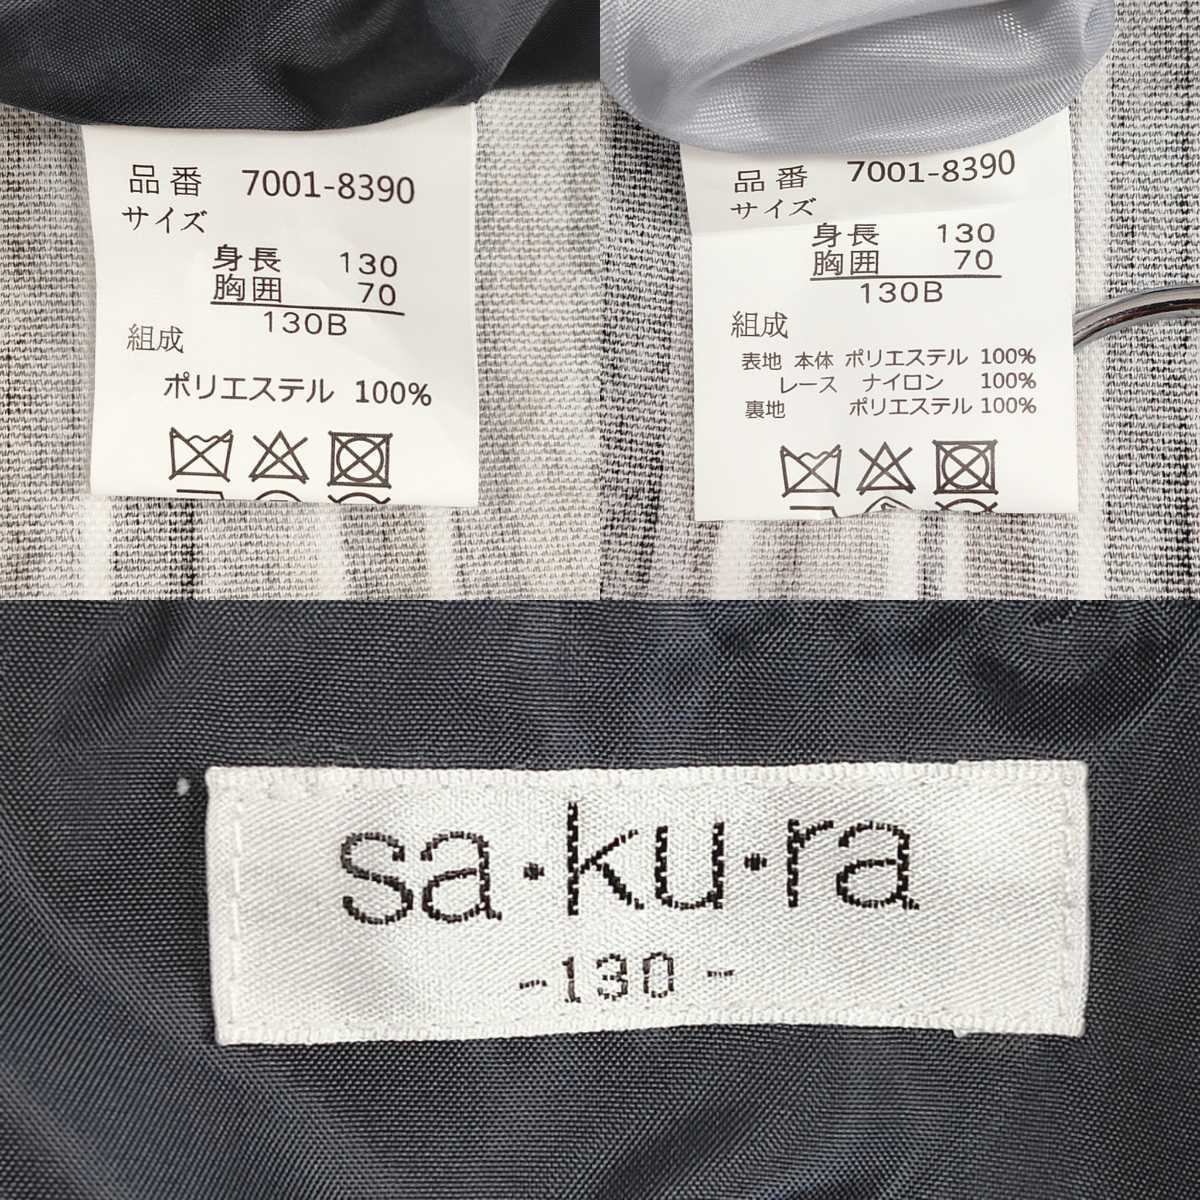 品番 7001-8390
サイズ
身長 130
胸囲 70
130B
組成
ポリエステル 100%
品番 7001-8390
サイズ
身長 130
胸囲 70
130B
組成
表地 本体 ポリエステル 100%
レース ナイロン 100%
裏地 ポリエステル 100%
sa・ku・ra
-130-